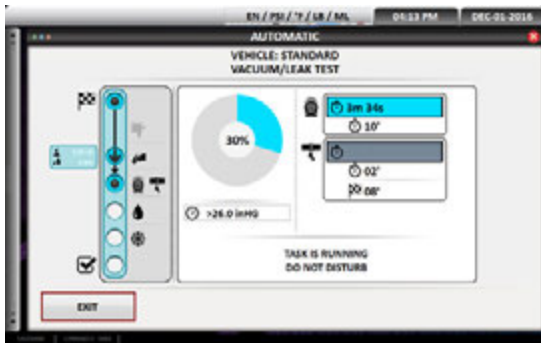 EN / PSI / °F / LB / ML
04:13 PM
DEC-01-2016
AUTOMATIC
VEHICLE: STANDARD
VACUUM/LEAK TEST
30%
3m 34s
10'
02'
08'
>26.0 inHG
TASK IS RUNNING
DO NOT DISTURB
EXIT